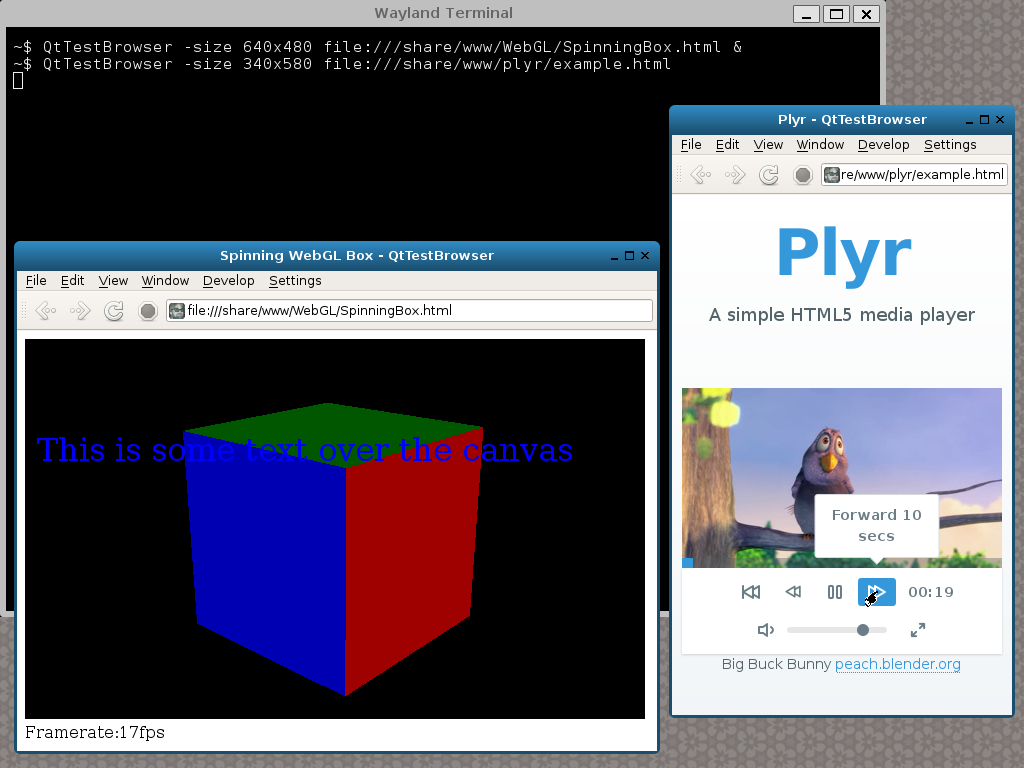 Wayland Terminal
~$ QtTestBrowser -size 640x480 file:///share/www/WebGL/SpinningBox.html &
~$ QtTestBrowser -size 340x580 file:///share/www/plyr/example.html
Plyr - QtTestBrowser
File Edit View Window Develop Settings
re/www/plyr/example.html
Plyr
A simple HTML5 media player
Forward 10
secs
00:19
Big Buck Bunny peach.blender.org
Spinning WebGL Box - QtTestBrowser
File Edit View Window Develop Settings
file:///share/www/WebGL/SpinningBox.html
This is some text over the canvas
Framerate:17fps